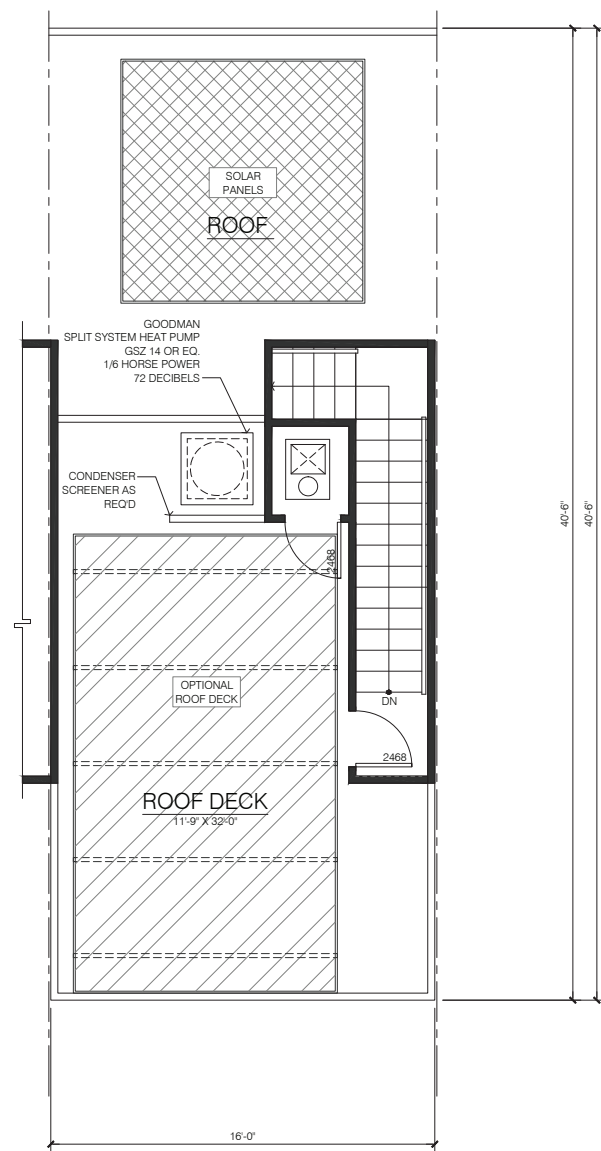 SOLAR
PANELS
ROOF
GOODMAN
SPLIT SYSTEM HEAT PUMP
GSZ 14 OR EQ.
1/6 HORSE POWER
72 DECIBELS
CONDENSER
SCREENER AS
REQ'D
2468
40'-6"
40'-6"
OPTIONAL
ROOF DECK
DN
2468
ROOF DECK
11'-9" X 32'-0"
16'-0"